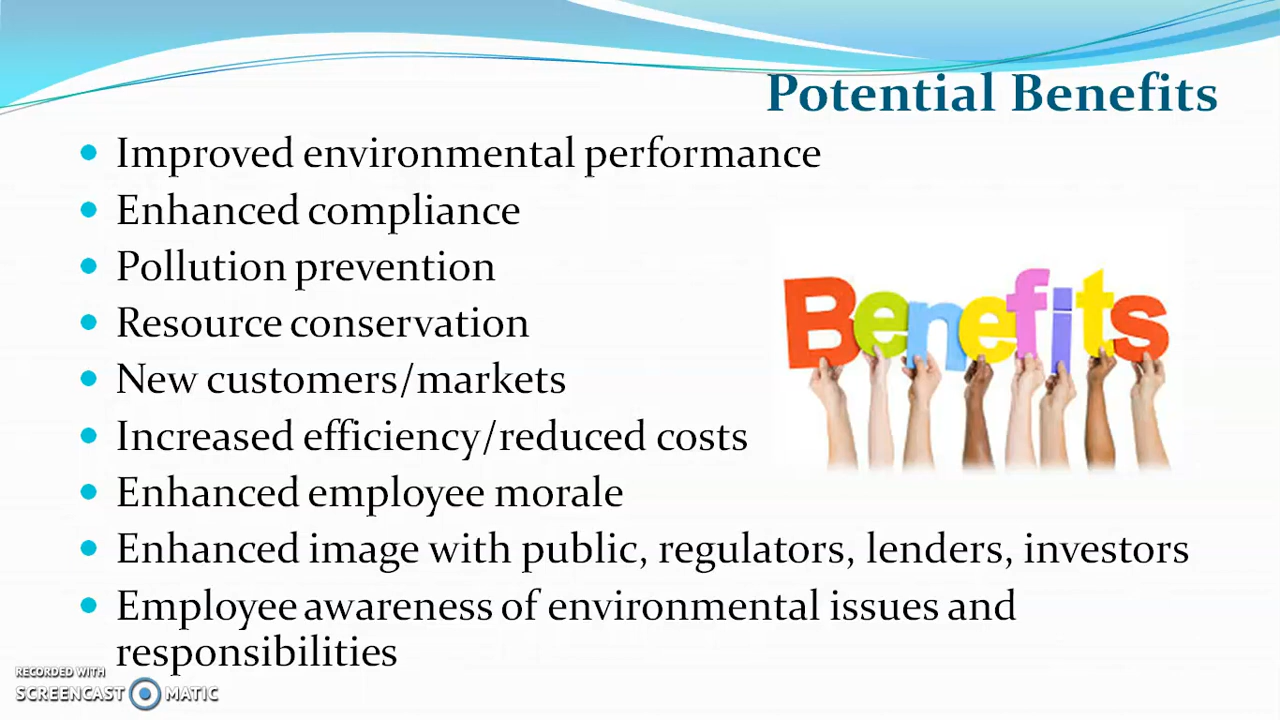 Potential Benefits
Improved environmental performance
Enhanced compliance
Pollution prevention
Resource conservation
New customers/markets
Increased efficiency/reduced costs
Enhanced employee morale
Enhanced image with public, regulators, lenders, investors
Employee awareness of environmental issues and
responsibilities
Benefits
RECORDED WITH
SCREENCAST MATIC